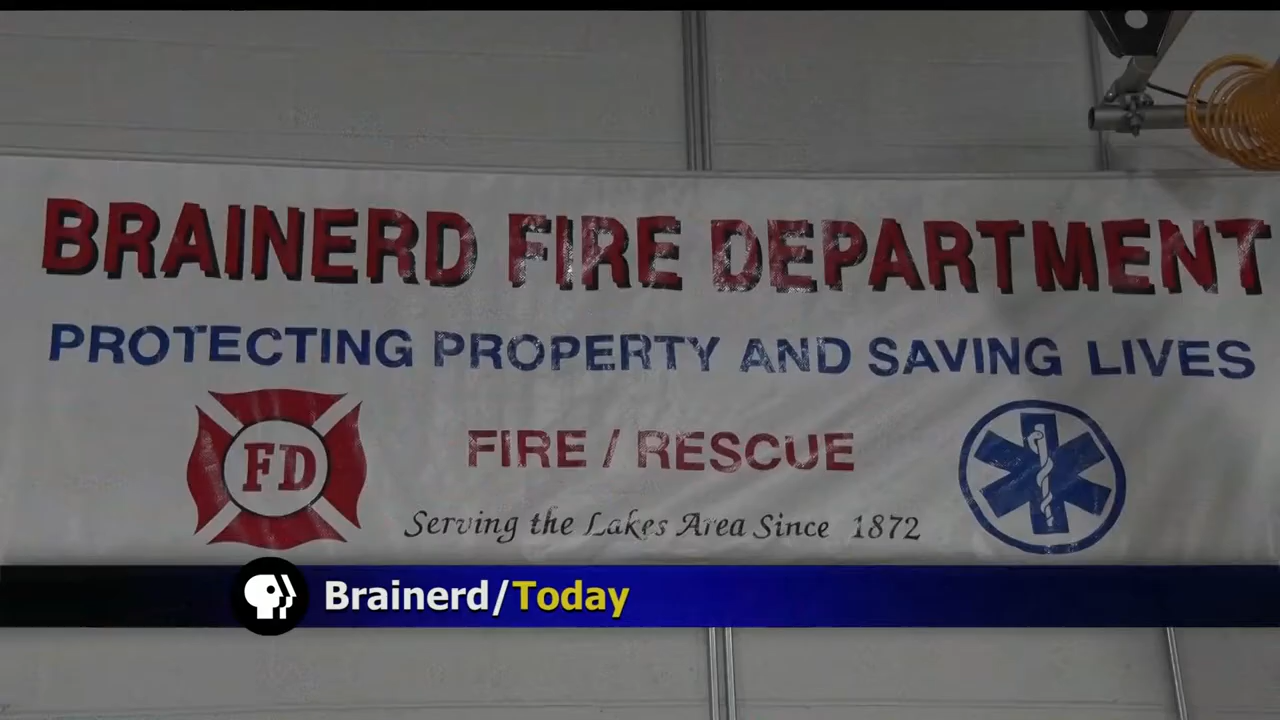 BRAINERD FIRE DEPARTMENT
PROTECTING PROPERTY AND SAVING LIVES
FD
FIRE / RESCUE
Serving the Lakes Area Since 1872
Brainerd/Today